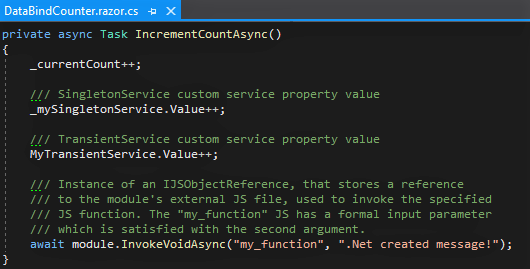 DataBindCounter.razor.cs
private async Task IncrementCountAsync()
{
_currentCount++;
/// SingletonService custom service property value
_mySingletonService.Value++;
/// TransientService custom service property value
MyTransientService.Value++;
/// Instance of an IJSObjectReference, that stores a reference
/// to the module's external JS file, used to invoke the specified
/// JS function. The "my_function" JS has a formal input parameter
/// which is satisfied with the second argument.
await module.InvokeVoidAsync("my_function", ".Net created message!");
}